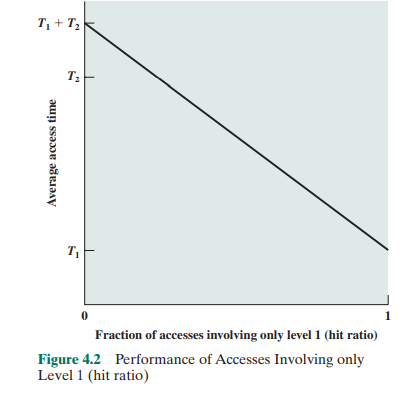 T₁ + T₂
T₂
Average access time
T₁
0
1
Fraction of accesses involving only level 1 (hit ratio)
Figure 4.2 Performance of Accesses Involving only
Level 1 (hit ratio)